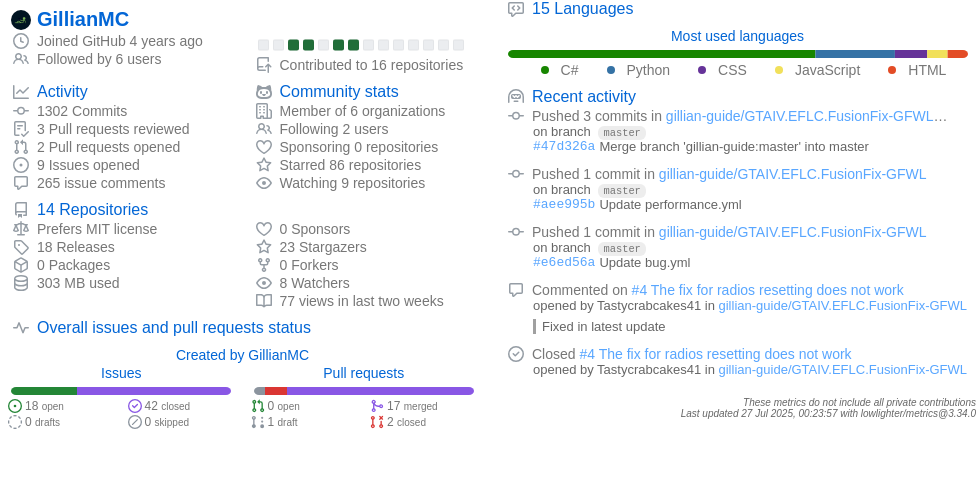 GillianMC
Joined GitHub 4 years ago
Followed by 6 users
Contributed to 16 repositories
Activity
1302 Commits
3 Pull requests reviewed
2 Pull requests opened
9 Issues opened
265 issue comments
Community stats
Member of 6 organizations
Following 2 users
Sponsoring 0 repositories
Starred 86 repositories
Watching 9 repositories
14 Repositories
Prefers MIT license
18 Releases
0 Packages
303 MB used
0 Sponsors
23 Stargazers
0 Forkers
8 Watchers
77 views in last two weeks
Overall issues and pull requests status
Created by GillianMC
Issues
18 open
42 closed
0 drafts
0 skipped
Pull requests
0 open
17 merged
1 draft
2 closed
15 Languages
Most used languages
C# Python CSS JavaScript HTML
Recent activity
Pushed 3 commits in gillian-guide/GTAIV.EFLC.FusionFix-GFWL…
on branch master
#47d326a Merge branch 'gillian-guide:master' into master
Pushed 1 commit in gillian-guide/GTAIV.EFLC.FusionFix-GFWL
on branch master
#aee995b Update performance.yml
Pushed 1 commit in gillian-guide/GTAIV.EFLC.FusionFix-GFWL
on branch master
#e6ed56a Update bug.yml
Commented on #4 The fix for radios resetting does not work
opened by Tastycrabcakes41 in gillian-guide/GTAIV.EFLC.FusionFix-GFWL
Fixed in latest update
Closed #4 The fix for radios resetting does not work
opened by Tastycrabcakes41 in gillian-guide/GTAIV.EFLC.FusionFix-GFWL
These metrics do not include all private contributions
Last updated 27 Jul 2025, 00:23:57 with lowlighter/metrics@3.34.0